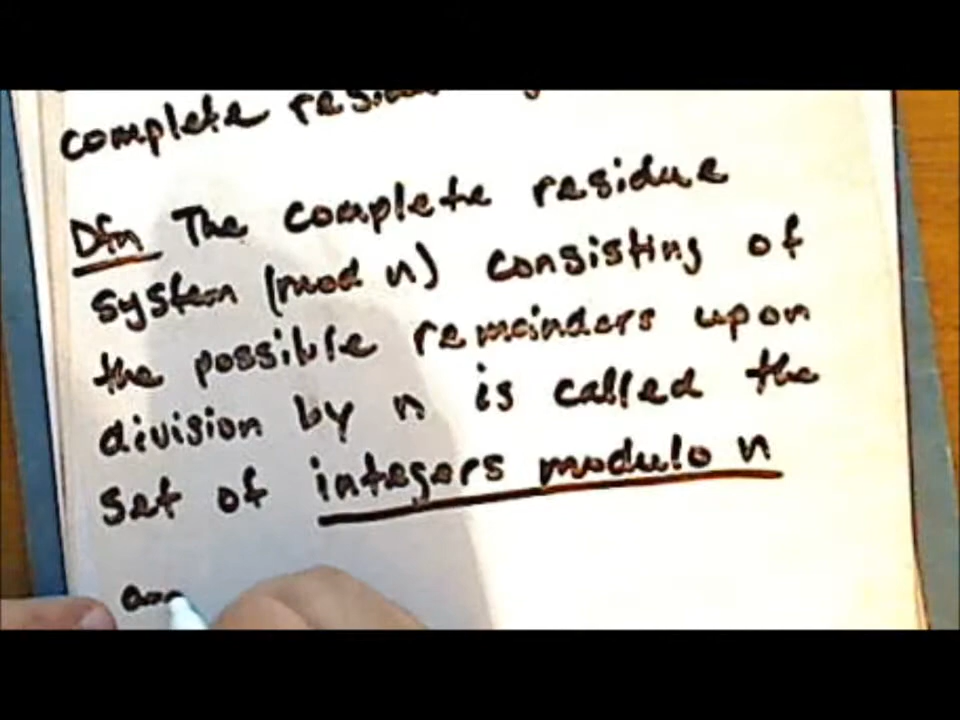 complete
Dfn The complete residue
system (mod n) consisting of
the possible remainders upon
division by n is called the
set of integers modulo n